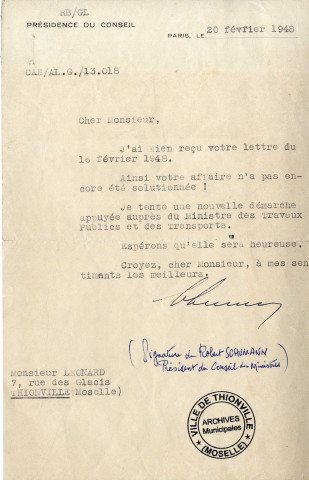 RB/GL
PRÉSIDENCE DU CONSEIL
PARIS, LE 20 février 1948
CAB/AL.G./13.018
Cher Monsieur,
J'ai bien reçu votre lettre du
16 février 1948.
Ainsi votre affaire n'a pas en-
core été solutionnée !
Je tente une nouvelle démarche
appuyée auprès du Ministre des Travaux
Publics et des Transports.
Espérons qu'elle sera heureuse.
Croyez, cher Monsieur, à mes sen
timents les meilleurs.
(Signature de Robert SCHUMANN
Président du Conseil des Ministres)
Monsieur LEONARD
7, rue des Glacis
THIONVILLE(Moselle)
VILLE DE THIONVILLE
ARCHIVES
Municipales
(MOSELLE)